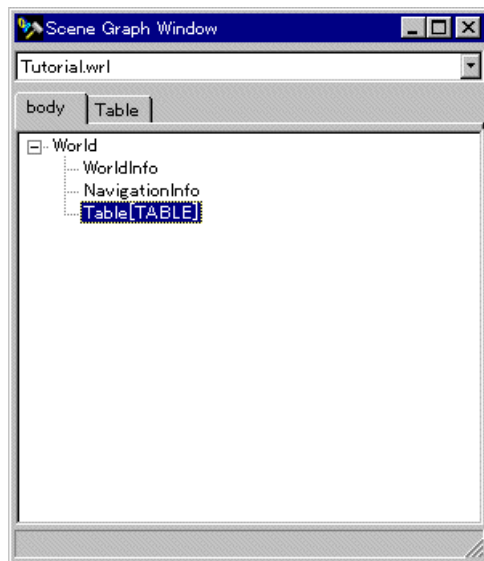 Scene Graph Window
Tutorial.wrl
body Table
World
WorldInfo
NavigationInfo
Table[TABLE]